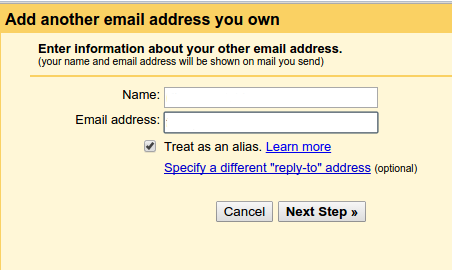 Add another email address you own
Enter information about your other email address.
(your name and email address will be shown on mail you send)
Name:
Email address:
Treat as an alias. Learn more
Specify a different "reply-to" address (optional)
Cancel Next Step »